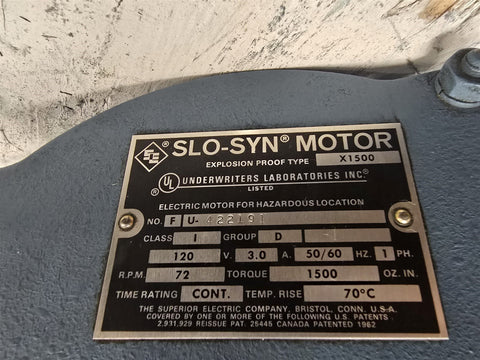 SLO-SYN® MOTOR
EXPLOSION PROOF TYPE X1500
UL® UNDERWRITERS LABORATORIES INC.®
LISTED
ELECTRIC MOTOR FOR HAZARDOUS LOCATION
NO. F U-422191
CLASS I GROUP D
120 V. 3.0 A. 50/60 HZ. 1 PH.
R.P.M. 72 TORQUE 1500 OZ. IN.
TIME RATING CONT. TEMP. RISE 70°C
THE SUPERIOR ELECTRIC COMPANY, BRISTOL, CONN. U.S.A.
COVERED BY ONE OR MORE OF THE FOLLOWING U.S. PATENTS
2,931,929 REISSUE PAT. 25445 CANADA PATENTED 1962